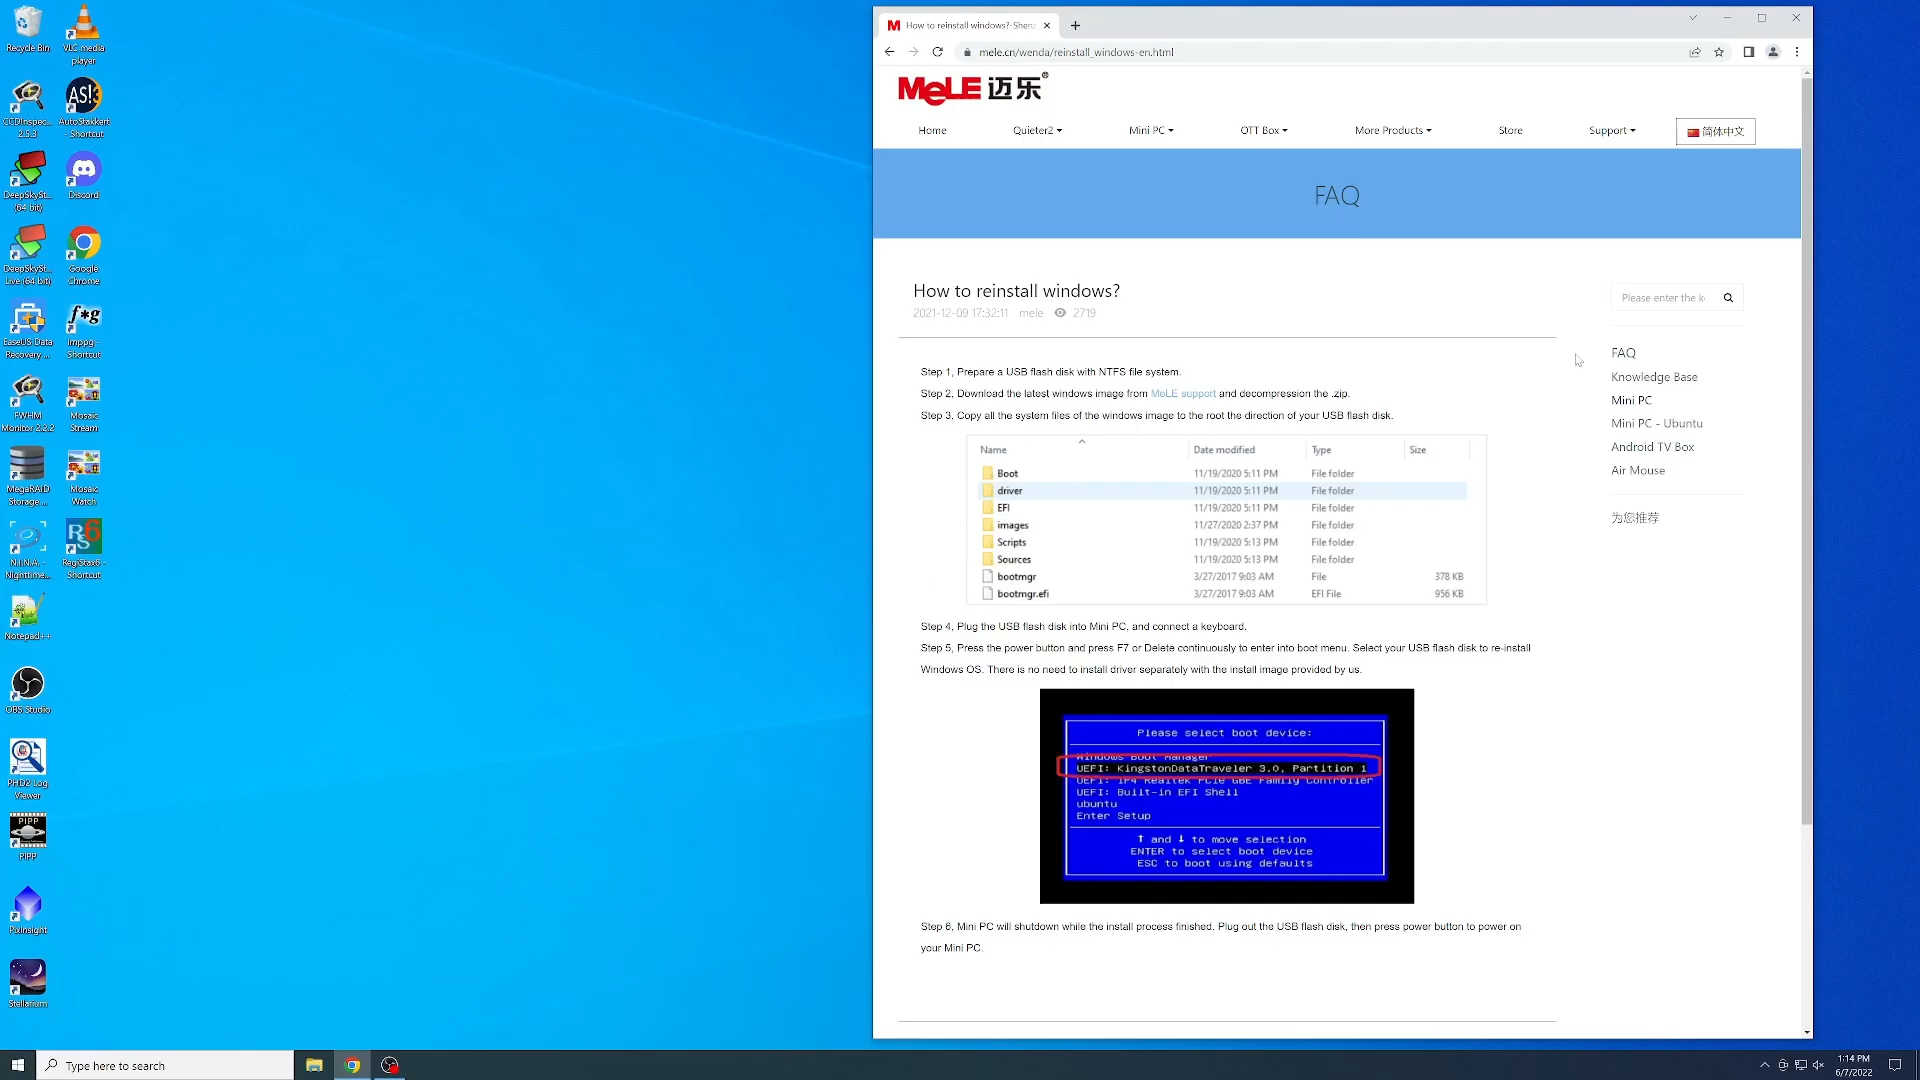 Recycle Bin
VLC media
player
CCDInspec...
2.5.3
AS!3
AutoStakkert
- Shortcut
DeepSkySt...
(64 bit)
Discord
DeepSkySt...
Live (64 bit)
Google
Chrome
EaseUS Data
Recovery ...
f*g
imppg -
Shortcut
FWHM
Monitor 2.2.2
Mosaic
Stream
MegaRAID
Storage ...
Mosaic
Watch
N.I.N.A. -
Nighttime...
RS6
RegiStax6 -
Shortcut
Notepad++
OBS Studio
PHD2 Log
Viewer
PIPP
PIPP
PixInsight
Stellarium
How to reinstall windows?-Shenz
mele.cn/wenda/reinstall_windows-en.html
MeLE 迈乐®
Home
Quieter2
Mini PC
OTT Box
More Products
Store
Support
简体中文
FAQ
How to reinstall windows?
2021-12-09 17:32:11 mele 2719
Step 1, Prepare a USB flash disk with NTFS file system.
Step 2, Download the latest windows image from MeLE support and decompression the .zip.
Step 3, Copy all the system files of the windows image to the root the direction of your USB flash disk.
Name Date modified Type Size
Boot 11/19/2020 5:11 PM File folder
driver 11/19/2020 5:11 PM File folder
EFI 11/19/2020 5:11 PM File folder
images 11/27/2020 2:37 PM File folder
Scripts 11/19/2020 5:13 PM File folder
Sources 11/19/2020 5:13 PM File folder
bootmgr 3/27/2017 9:03 AM File 378 KB
bootmgr.efi 3/27/2017 9:03 AM EFI File 956 KB
Step 4, Plug the USB flash disk into Mini PC, and connect a keyboard.
Step 5, Press the power button and press F7 or Delete continuously to enter into boot menu. Select your USB flash disk to re-install
Windows OS. There is no need to install driver separately with the install image provided by us.
Please select boot device:
Windows Boot Manager
UEFI: KingstonDataTraveler 3.0, Partition 1
UEFI: IP4 Realtek PCIe GBE Family Controller
UEFI: Built-in EFI Shell
ubuntu
Enter Setup
↑ and ↓ to move selection
ENTER to select boot device
ESC to boot using defaults
Step 6, Mini PC will shutdown while the install process finished. Plug out the USB flash disk, then press power button to power on
your Mini PC.
Please enter the k
FAQ
Knowledge Base
Mini PC
Mini PC - Ubuntu
Android TV Box
Air Mouse
为您推荐
Type here to search
1:14 PM
6/7/2022